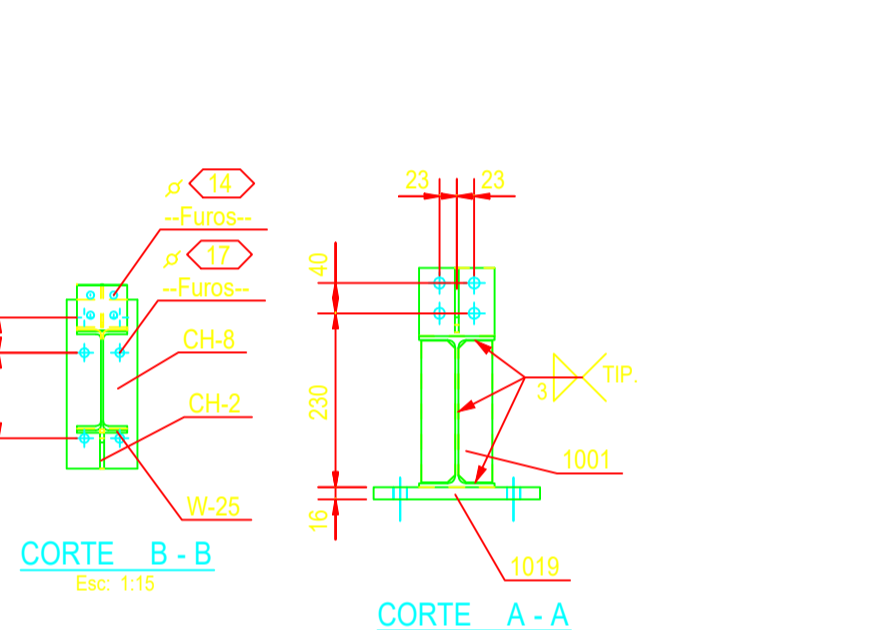 ⌀ 14
--Furos--
⌀ 17
--Furos--
CH-8
CH-2
W-25
CORTE B - B
Esc: 1:15
23 23
40
230
16
3 TIP.
1001
1019
CORTE A - A